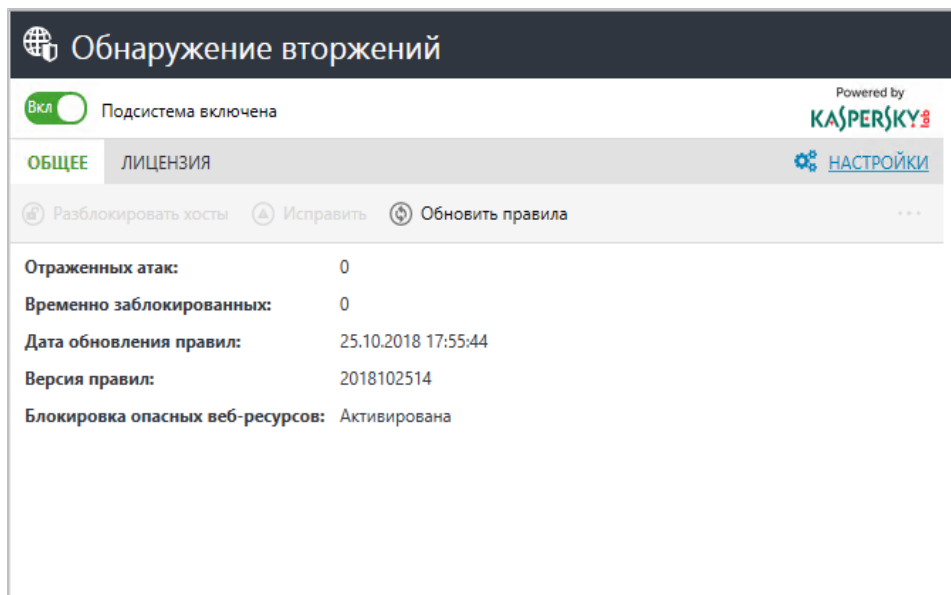 Обнаружение вторжений
Вкл Подсистема включена
Powered by
KASPERSKY lab
ОБЩЕЕ ЛИЦЕНЗИЯ НАСТРОЙКИ
Разблокировать хосты Исправить Обновить правила ...
Отраженных атак: 0
Временно заблокированных: 0
Дата обновления правил: 25.10.2018 17:55:44
Версия правил: 2018102514
Блокировка опасных веб-ресурсов: Активирована